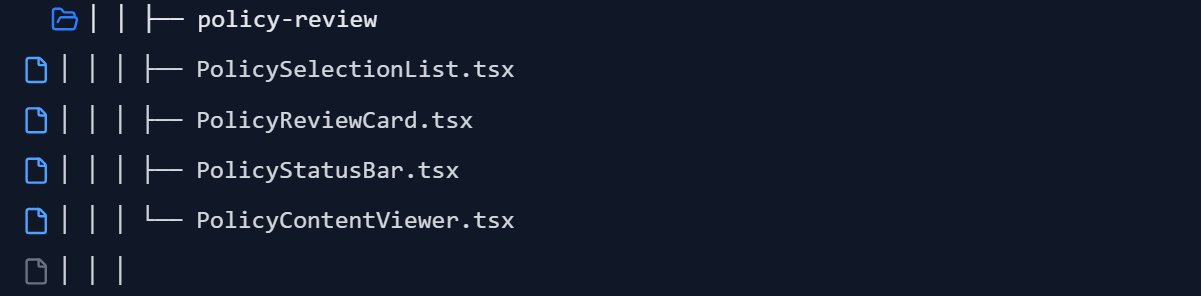 │ │ ├── policy-review
│ │ │ ├── PolicySelectionList.tsx
│ │ │ ├── PolicyReviewCard.tsx
│ │ │ ├── PolicyStatusBar.tsx
│ │ │ └── PolicyContentViewer.tsx
│ │ │